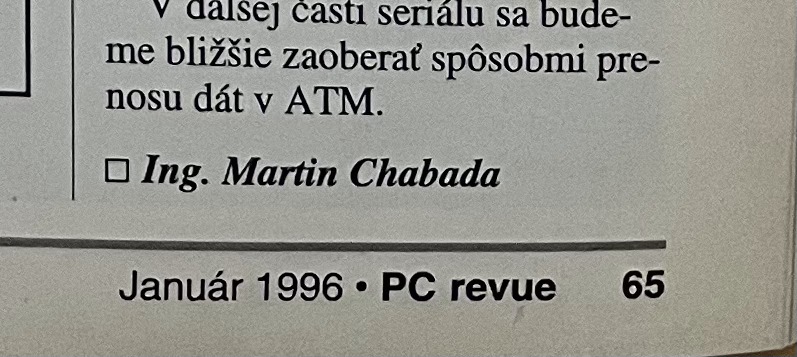 V ďalšej časti seriálu sa bude-
me bližšie zaoberať spôsobmi pre-
nosu dát v ATM.
□ Ing. Martin Chabada
Január 1996 • PC revue 65